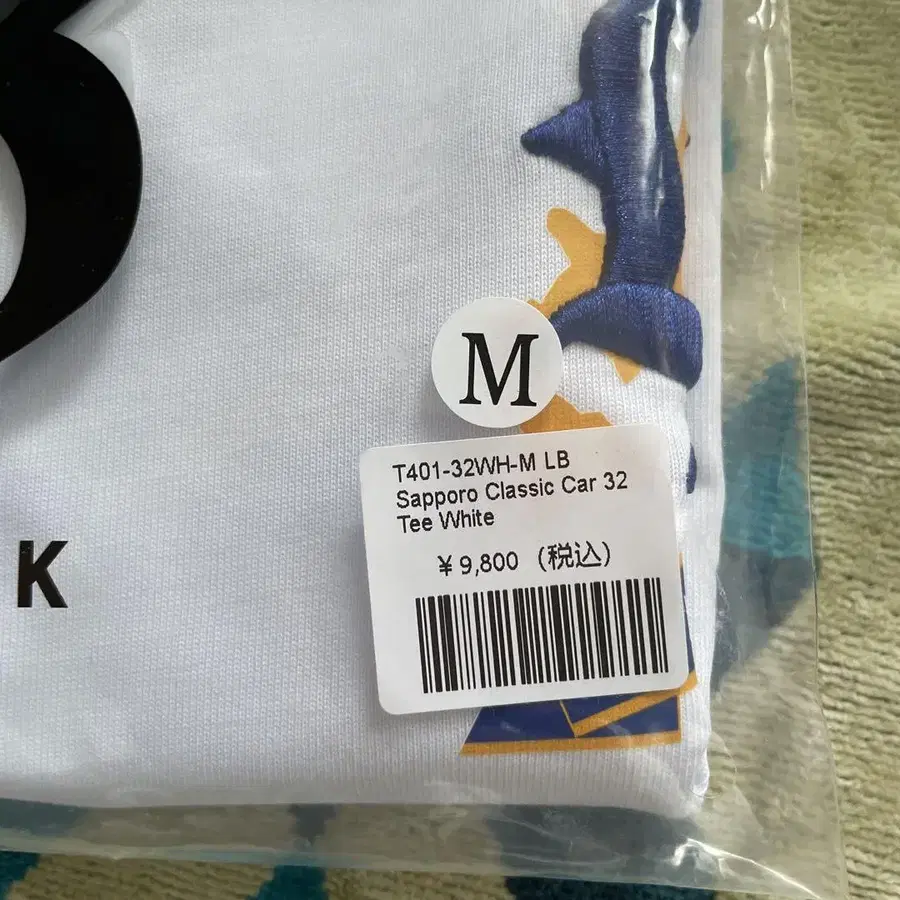 K
M
T401-32WH-M LB
Sapporo Classic Car 32
Tee White
¥9,800（税込）